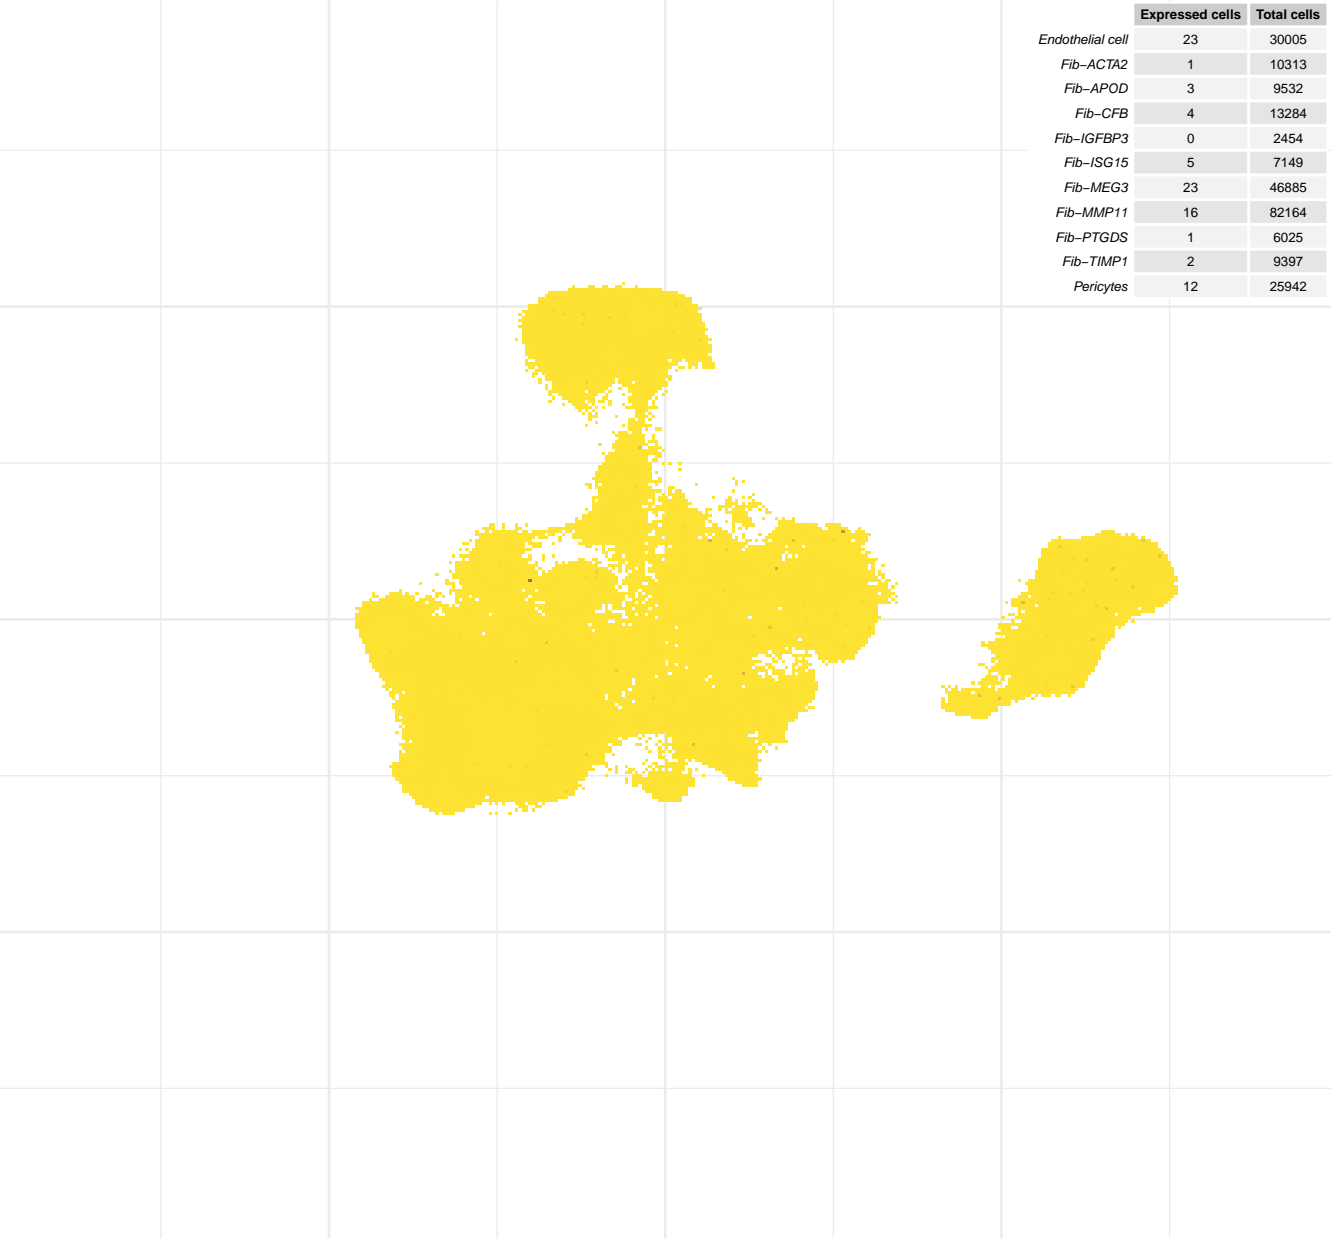 Expressed cells Total cells
Endothelial cell 23 30005
Fib−ACTA2 1 10313
Fib−APOD 3 9532
Fib−CFB 4 13284
Fib−IGFBP3 0 2454
Fib−ISG15 5 7149
Fib−MEG3 23 46885
Fib−MMP11 16 82164
Fib−PTGDS 1 6025
Fib−TIMP1 2 9397
Pericytes 12 25942